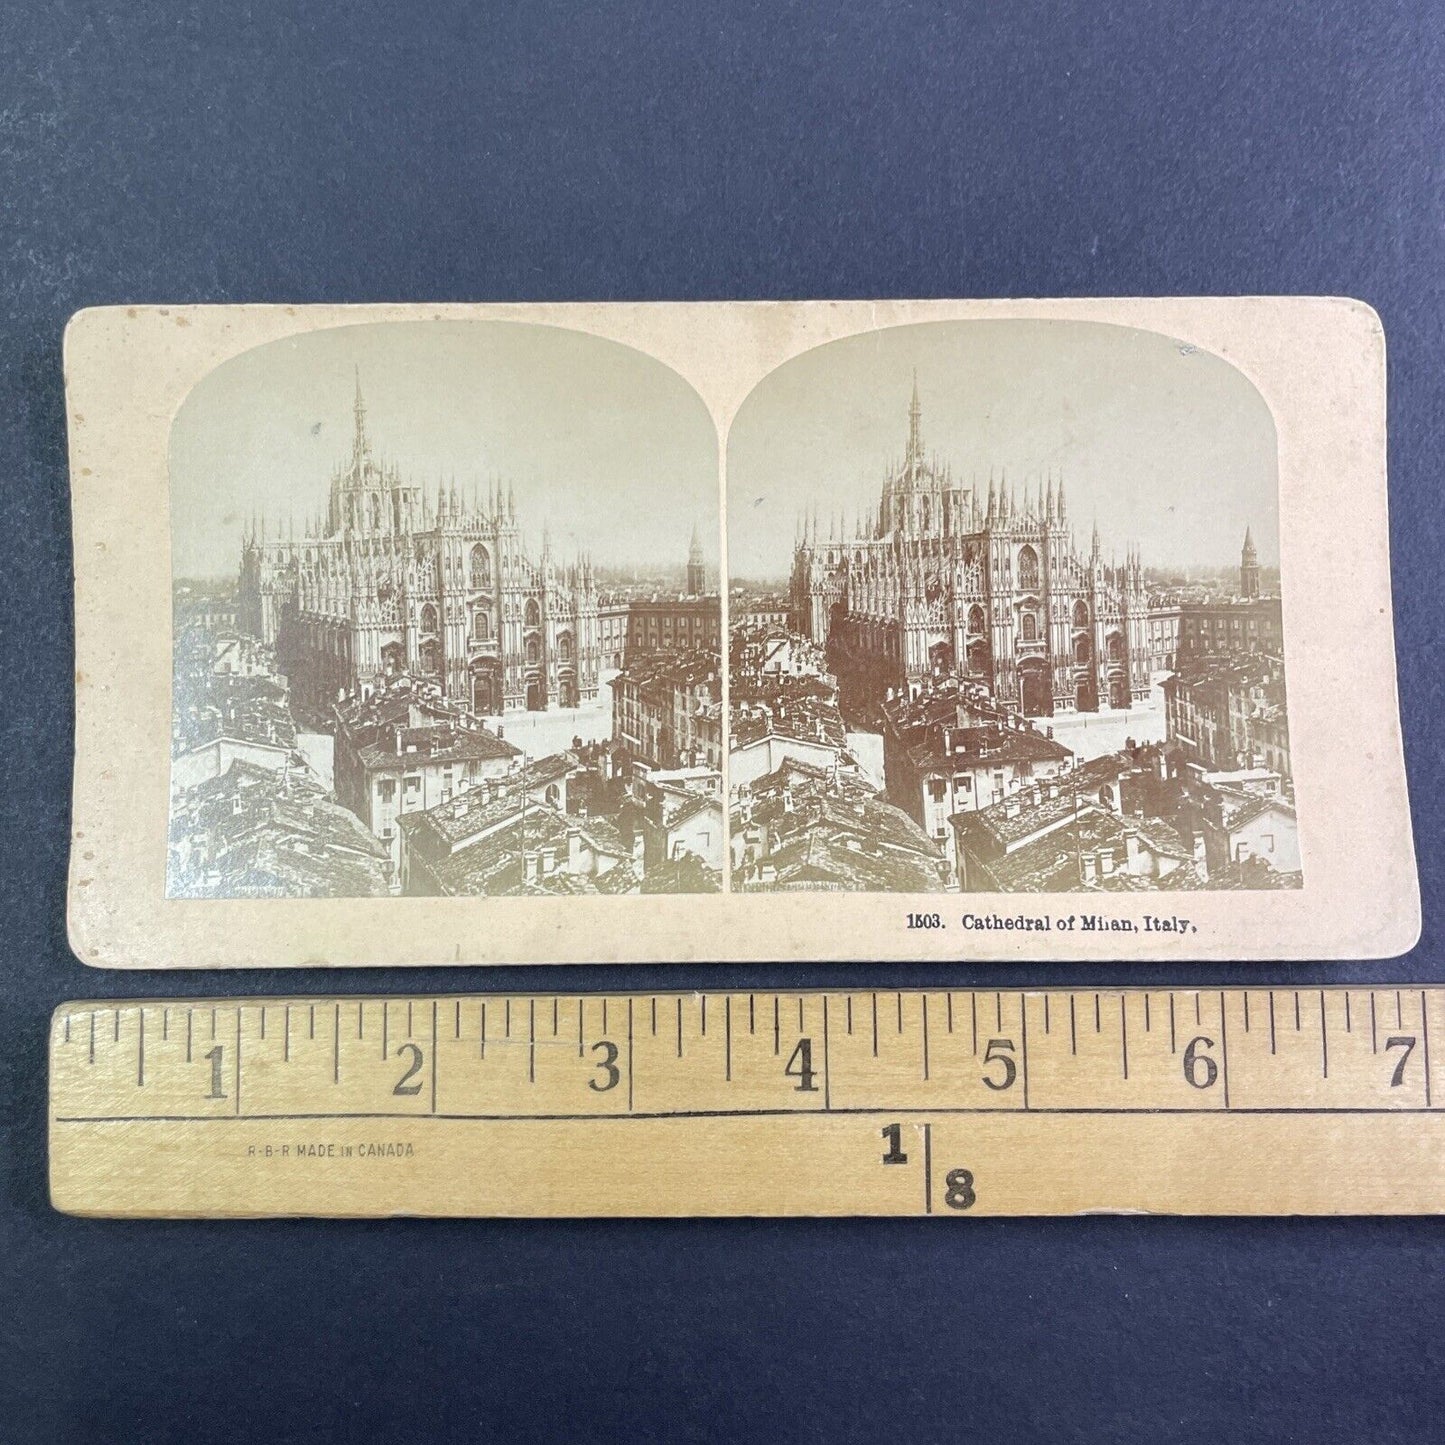 1503. Cathedral of Milan, Italy,
1 2 3 4 5 6 7
R-B-R MADE IN CANADA
1
8